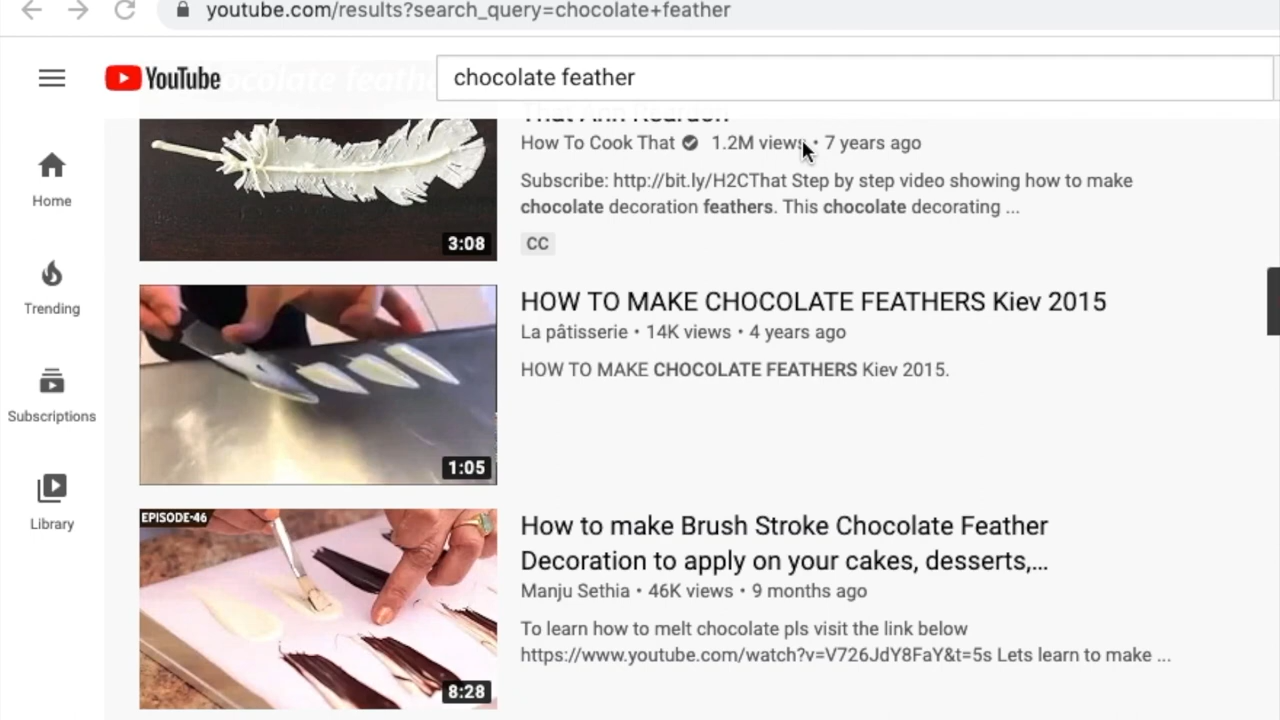 youtube.com/results?search_query=chocolate+feather
YouTube
chocolate feather
That Ann Reardon
How To Cook That 1.2M views • 7 years ago
Subscribe: http://bit.ly/H2CThat Step by step video showing how to make
chocolate decoration feathers. This chocolate decorating ...
3:08
CC
Home
Trending
Subscriptions
Library
HOW TO MAKE CHOCOLATE FEATHERS Kiev 2015
La pâtisserie • 14K views • 4 years ago
HOW TO MAKE CHOCOLATE FEATHERS Kiev 2015.
1:05
EPISODE-46
How to make Brush Stroke Chocolate Feather
Decoration to apply on your cakes, desserts,...
Manju Sethia • 46K views • 9 months ago
To learn how to melt chocolate pls visit the link below
https://www.youtube.com/watch?v=V726JdY8FaY&t=5s Lets learn to make ...
8:28